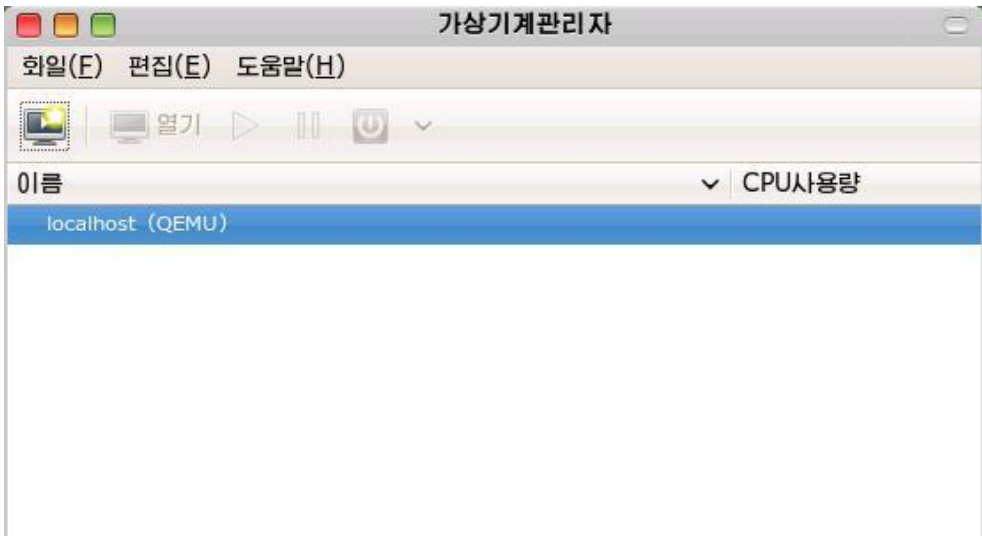 가상기계관리자
화일(F) 편집(E) 도움말(H)
열기
이름 CPU사용량
localhost (QEMU)